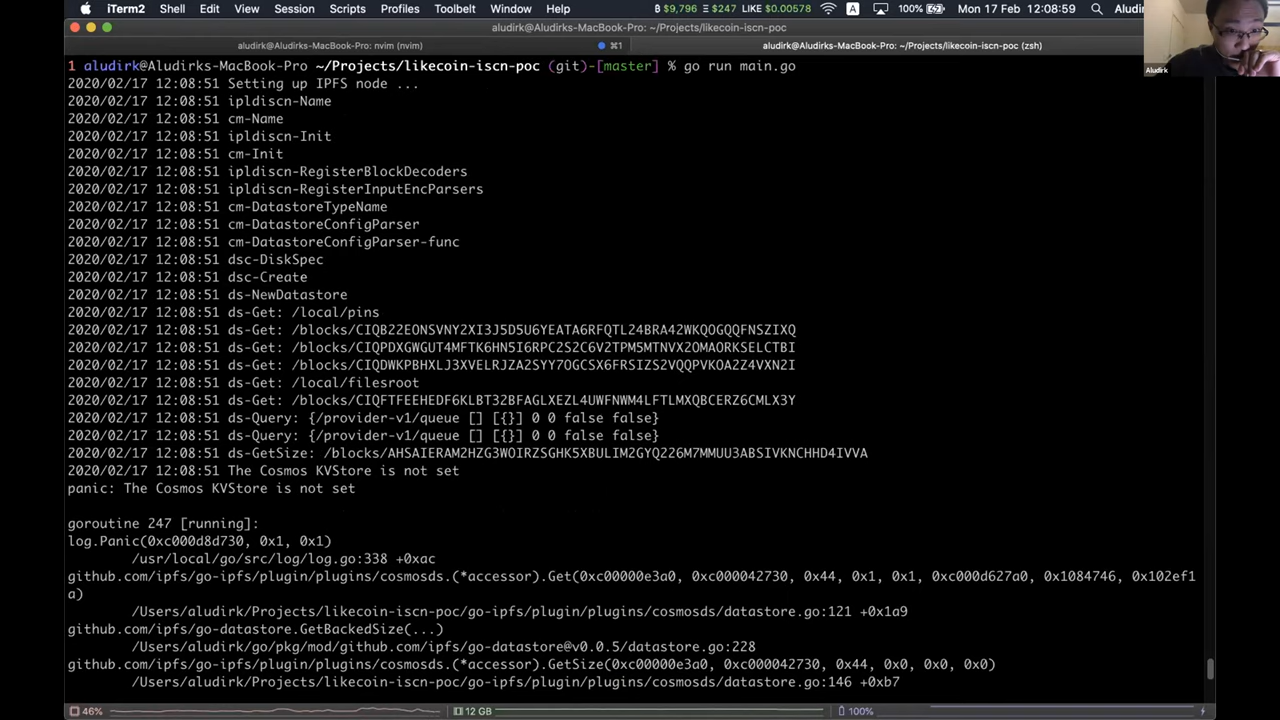 iTerm2 Shell Edit View Session Scripts Profiles Toolbelt Window Help ₿ $9,796 Ξ $247 LIKE $0.00578 A 100% Mon 17 Feb 12:08:59
aludirk@Aludirks-MacBook-Pro: ~/Projects/likecoin-iscn-poc
aludirk@Aludirks-MacBook-Pro: nvim (nvim) ⌘1 aludirk@Aludirks-MacBook-Pro: ~/Projects/likecoin-iscn-poc (zsh)
Aludirk
1 aludirk@Aludirks-MacBook-Pro ~/Projects/likecoin-iscn-poc (git)-[master] % go run main.go
2020/02/17 12:08:51 Setting up IPFS node ...
2020/02/17 12:08:51 ipldiscn-Name
2020/02/17 12:08:51 cm-Name
2020/02/17 12:08:51 ipldiscn-Init
2020/02/17 12:08:51 cm-Init
2020/02/17 12:08:51 ipldiscn-RegisterBlockDecoders
2020/02/17 12:08:51 ipldiscn-RegisterInputEncParsers
2020/02/17 12:08:51 cm-DatastoreTypeName
2020/02/17 12:08:51 cm-DatastoreConfigParser
2020/02/17 12:08:51 cm-DatastoreConfigParser-func
2020/02/17 12:08:51 dsc-DiskSpec
2020/02/17 12:08:51 dsc-Create
2020/02/17 12:08:51 ds-NewDatastore
2020/02/17 12:08:51 ds-Get: /local/pins
2020/02/17 12:08:51 ds-Get: /blocks/CIQB22EONSVNY2XI3J5D5U6YEATA6RFQTL24BRA42WKQOGQQFNSZIXQ
2020/02/17 12:08:51 ds-Get: /blocks/CIQPDXGWGUT4MFTK6HN5I6RPC2S2C6V2TPM5MTNVX2OMAORKSELCTBI
2020/02/17 12:08:51 ds-Get: /blocks/CIQDWKPBHXLJ3XVELRJZA2SYY7OGCSX6FRSIZS2VQQPVKOA2Z4VXN2I
2020/02/17 12:08:51 ds-Get: /local/filesroot
2020/02/17 12:08:51 ds-Get: /blocks/CIQFTFEEHEDF6KLBT32BFAGLXEZL4UWFNWM4LFTLMXQBCERZ6CMLX3Y
2020/02/17 12:08:51 ds-Query: {/provider-v1/queue [] [{}] 0 0 false false}
2020/02/17 12:08:51 ds-Query: {/provider-v1/queue [] [{}] 0 0 false false}
2020/02/17 12:08:51 ds-GetSize: /blocks/AHSAIERAM2HZG3WOIRZSGHK5XBULIM2GYQ226M7MMUU3ABSIVKNCHHD4IVVA
2020/02/17 12:08:51 The Cosmos KVStore is not set
panic: The Cosmos KVStore is not set
goroutine 247 [running]:
log.Panic(0xc000d8d730, 0x1, 0x1)
/usr/local/go/src/log/log.go:338 +0xac
github.com/ipfs/go-ipfs/plugin/plugins/cosmosds.(*accessor).Get(0xc00000e3a0, 0xc000042730, 0x44, 0x1, 0x1, 0xc000d627a0, 0x1084746, 0x102ef1
a)
/Users/aludirk/Projects/likecoin-iscn-poc/go-ipfs/plugin/plugins/cosmosds/datastore.go:121 +0x1a9
github.com/ipfs/go-datastore.GetBackedSize(...)
/Users/aludirk/go/pkg/mod/github.com/ipfs/go-datastore@v0.0.5/datastore.go:228
github.com/ipfs/go-ipfs/plugin/plugins/cosmosds.(*accessor).GetSize(0xc00000e3a0, 0xc000042730, 0x44, 0x0, 0x0, 0x0)
/Users/aludirk/Projects/likecoin-iscn-poc/go-ipfs/plugin/plugins/cosmosds/datastore.go:146 +0xb7
46% 12 GB 100%